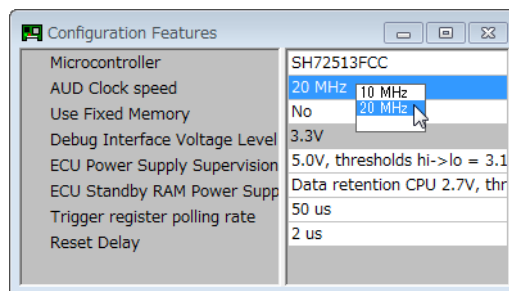 Configuration Features
Microcontroller SH72513FCC
AUD Clock speed 20 MHz 10 MHz
Use Fixed Memory No 20 MHz
Debug Interface Voltage Level 3.3V
ECU Power Supply Supervision 5.0V, thresholds hi->lo = 3.1
ECU Standby RAM Power Supp Data retention CPU 2.7V, thr
Trigger register polling rate 50 us
Reset Delay 2 us